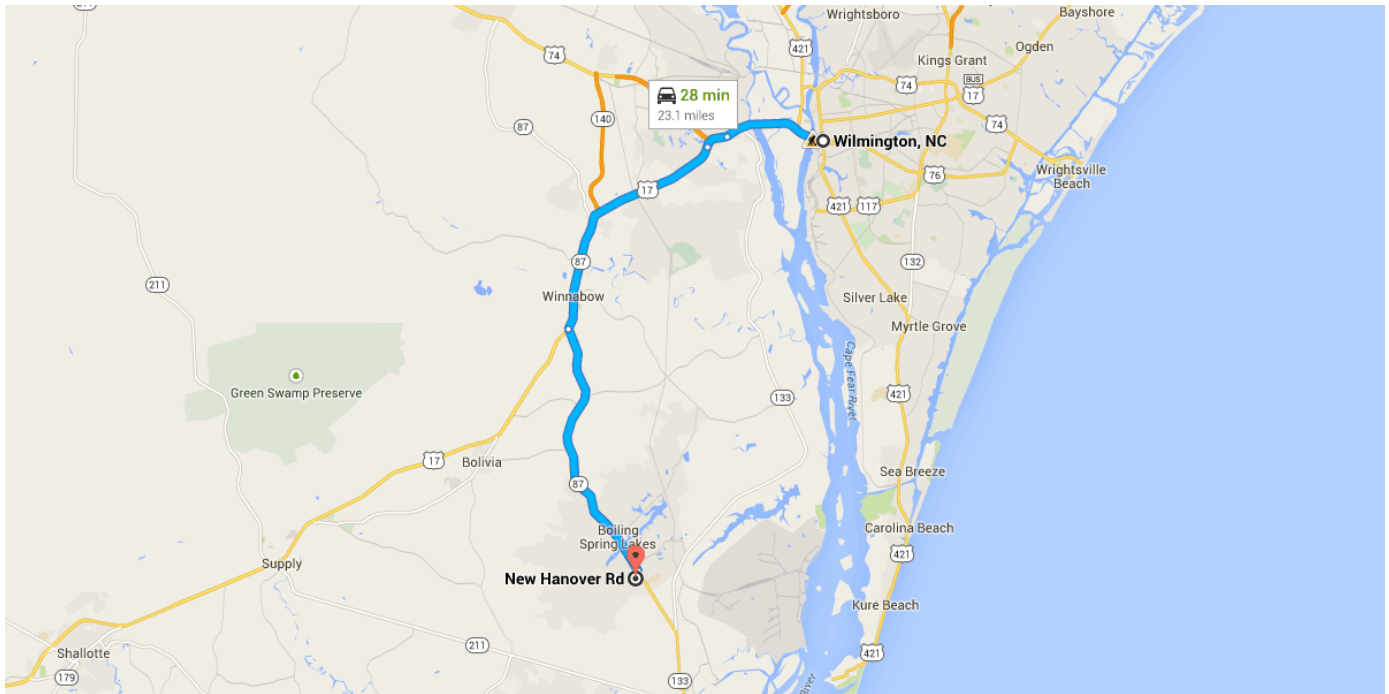 211
Wrightsboro
Bayshore
421
74
Ogden
Kings Grant
28 min
23.1 miles
74
BUS
17
87
140
74
Wilmington, NC
76
Wrightsville
Beach
17
421
117
87
132
211
Winnabow
Silver Lake
Myrtle Grove
Cape Fear River
Green Swamp Preserve
133
421
17
Bolivia
Sea Breeze
87
Boiling
Spring Lakes
Carolina Beach
421
Supply
New Hanover Rd
Kure Beach
211
Shallotte
421
179
133
River